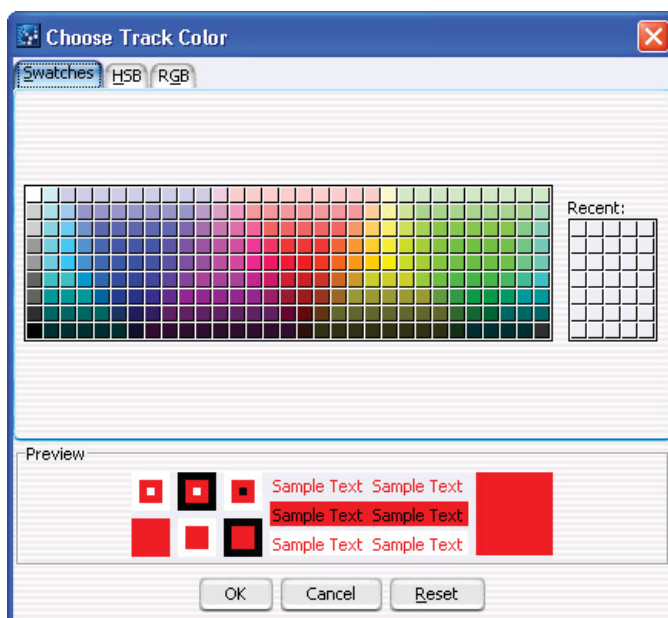 Choose Track Color
Swatches HSB RGB
Recent:
Preview
Sample Text Sample Text
Sample Text Sample Text
Sample Text Sample Text
OK Cancel Reset